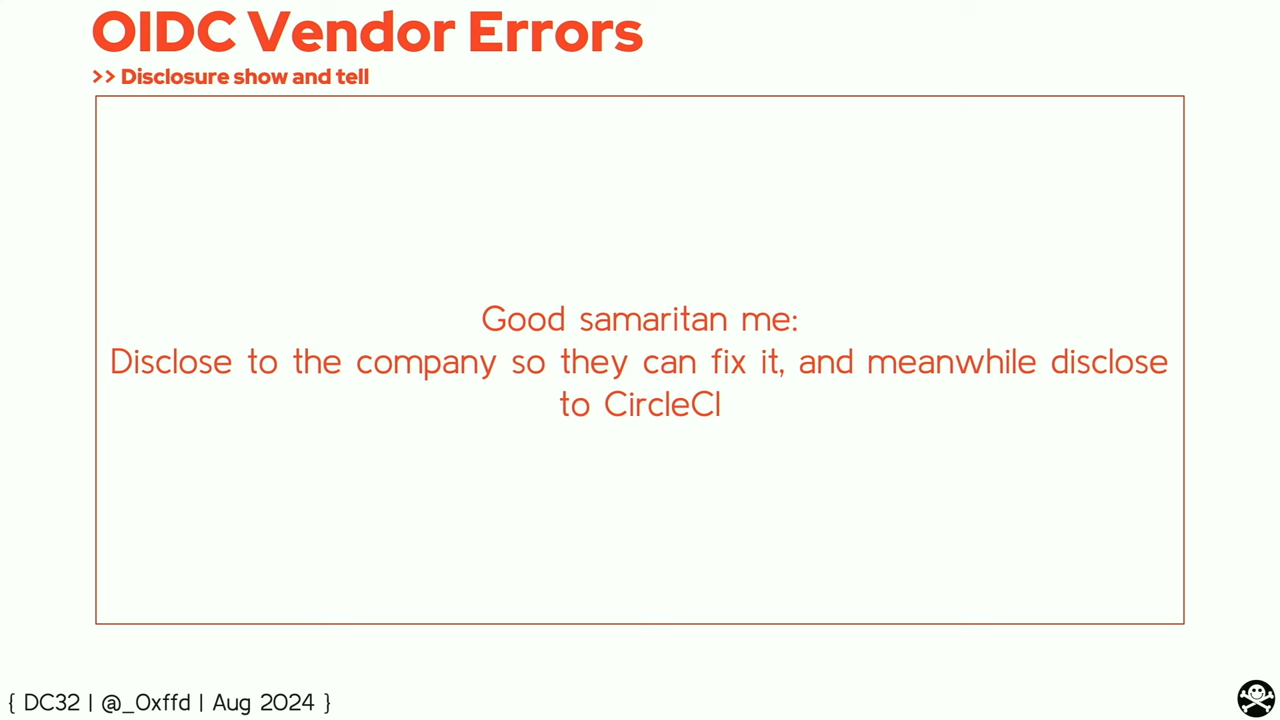 OIDC Vendor Errors
>> Disclosure show and tell
Good samaritan me:
Disclose to the company so they can fix it, and meanwhile disclose
to CircleCI
{ DC32 | @_0xffd | Aug 2024 }